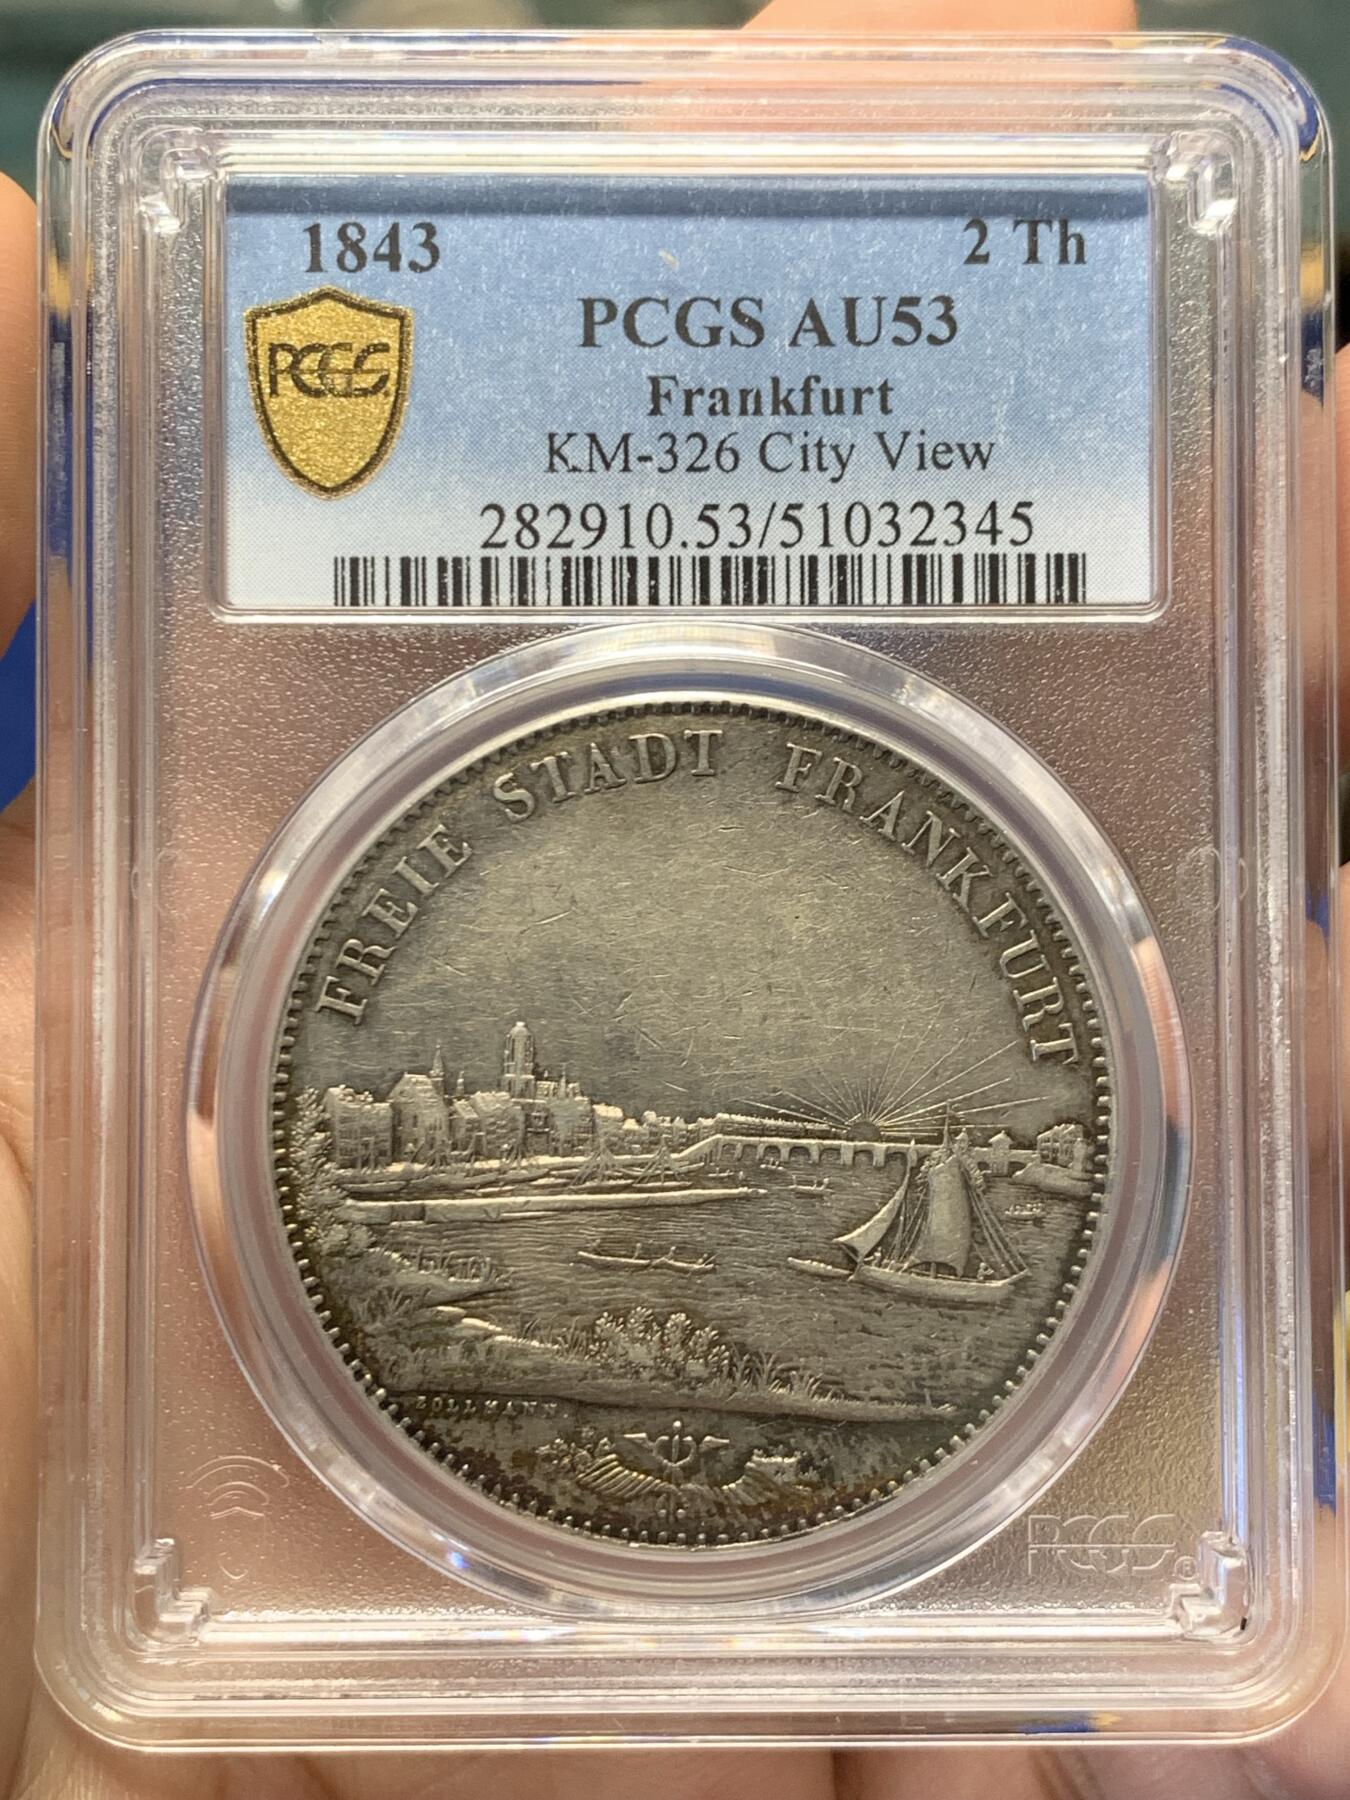 1843 2 Th
PCGS AU53
PCGS
Frankfurt
KM-326 City View
282910.53/51032345
FREIE STADT FRANKFURT
ZOLLMANN
PCGS